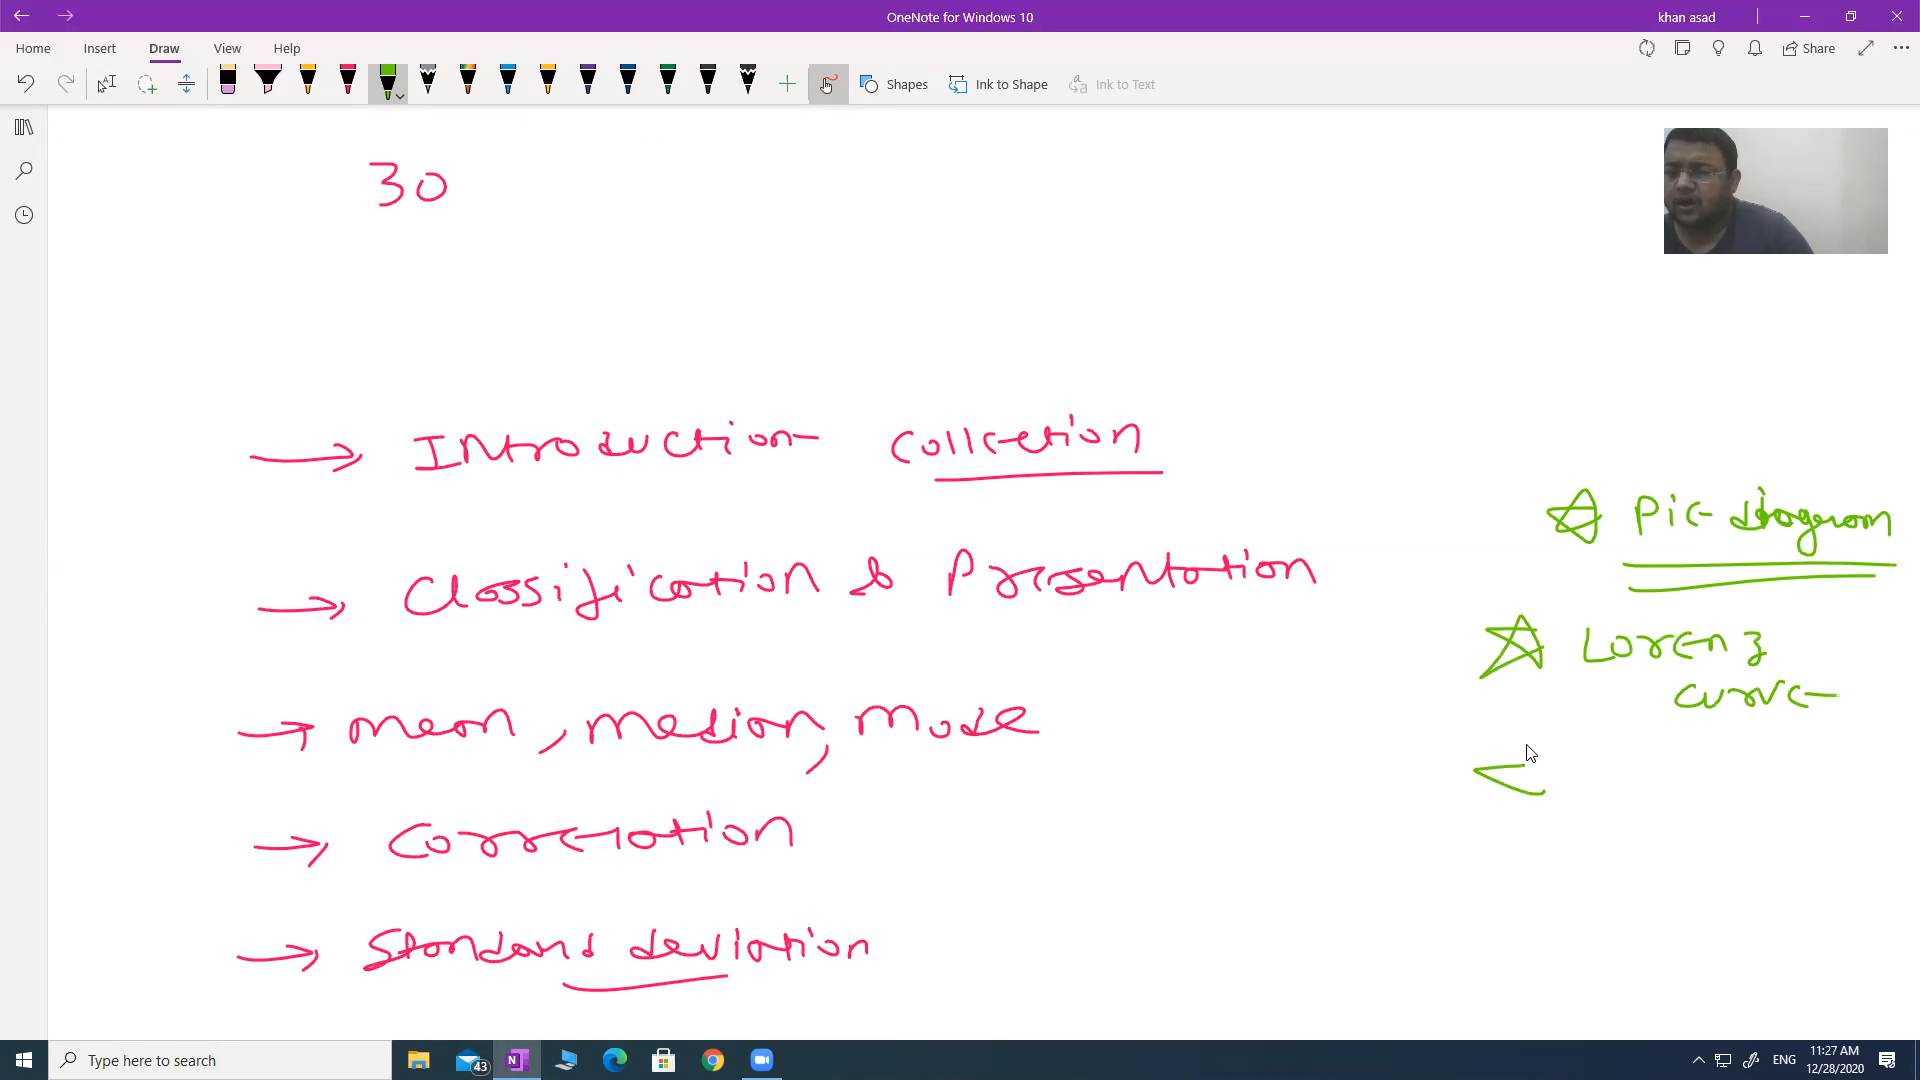 OneNote for Windows 10
khan asad
Home Insert Draw View Help
Share
Shapes
Ink to Shape
Ink to Text
30
→ Introduction- Collection
→ Classification & Presentation
→ mean, median, mode
→ Correlation
→ Standard deviation
☆ Pie diagram
☆ Lorenz
curve
Type here to search
43
ENG
11:27 AM
12/28/2020